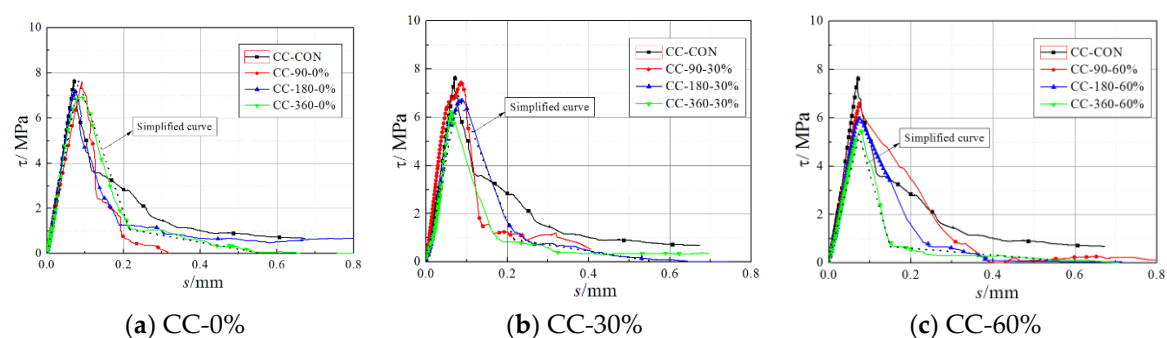 10
8
6
4
2
0
τ/ MPa
0.0
0.2
0.4
0.6
0.8
s/mm
CC-CON
CC-90-0%
CC-180-0%
CC-360-0%
Simplified curve
(a) CC-0%
10
8
6
4
2
0
τ/ MPa
0.0
0.2
0.4
0.6
0.8
s/mm
CC-CON
CC-90-30%
CC-180-30%
CC-360-30%
Simplified curve
(b) CC-30%
10
8
6
4
2
0
τ/ MPa
0.0
0.2
0.4
0.6
0.8
s/mm
CC-CON
CC-90-60%
CC-180-60%
CC-360-60%
Simplified curve
(c) CC-60%